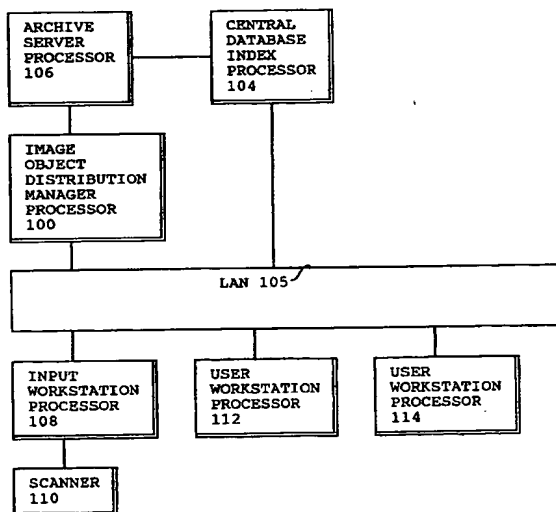 ARCHIVE
SERVER
PROCESSOR
106
CENTRAL
DATABASE
INDEX
PROCESSOR
104
IMAGE
OBJECT
DISTRIBUTION
MANAGER
PROCESSOR
100
LAN 105
INPUT
WORKSTATION
PROCESSOR
108
USER
WORKSTATION
PROCESSOR
112
USER
WORKSTATION
PROCESSOR
114
SCANNER
110